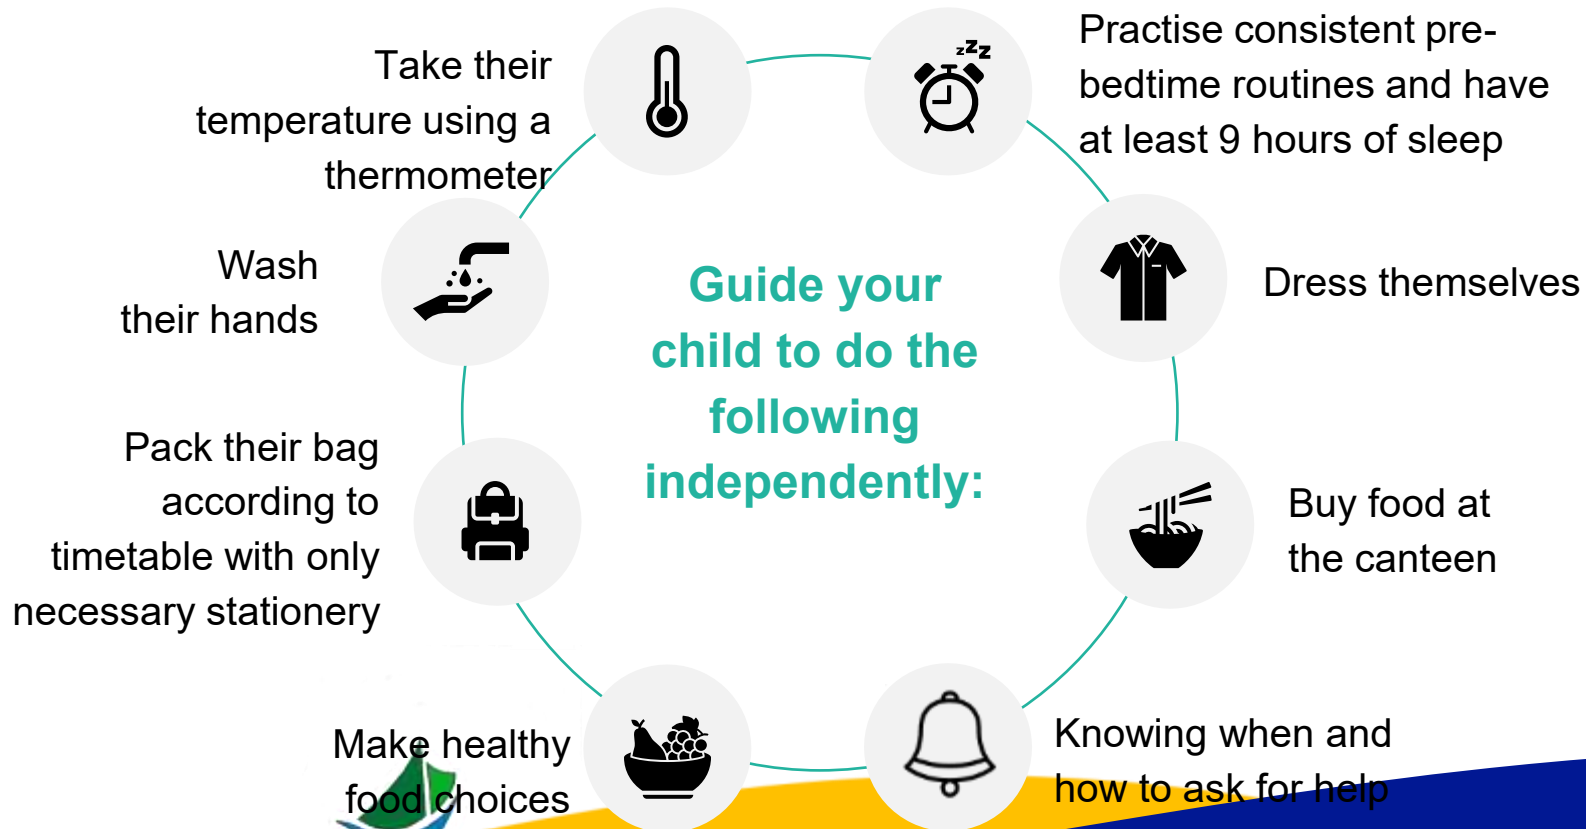 Guide your
child to do the
following
independently:
Practise consistent pre-
bedtime routines and have
at least 9 hours of sleep
zzZZ
Dress themselves
Buy food at
the canteen
Knowing when and
how to ask for help
Make healthy
food choices
Pack their bag
according to
timetable with only
necessary stationery
Wash
their hands
Take their
temperature using a
thermometer